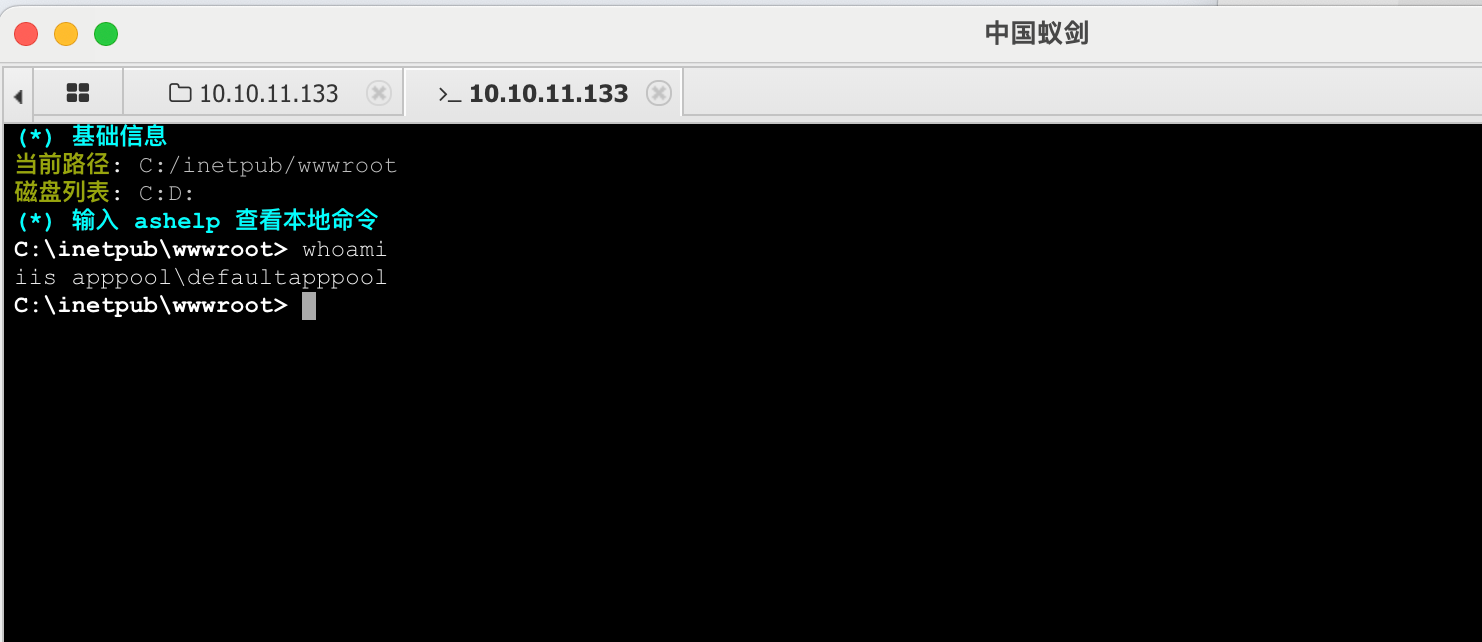 中国蚁剑
10.10.11.133
>_ 10.10.11.133
(*) 基础信息
当前路径: C:/inetpub/wwwroot
磁盘列表: C:D:
(*) 输入 ashelp 查看本地命令
C:\inetpub\wwwroot> whoami
iis apppool\defaultapppool
C:\inetpub\wwwroot>